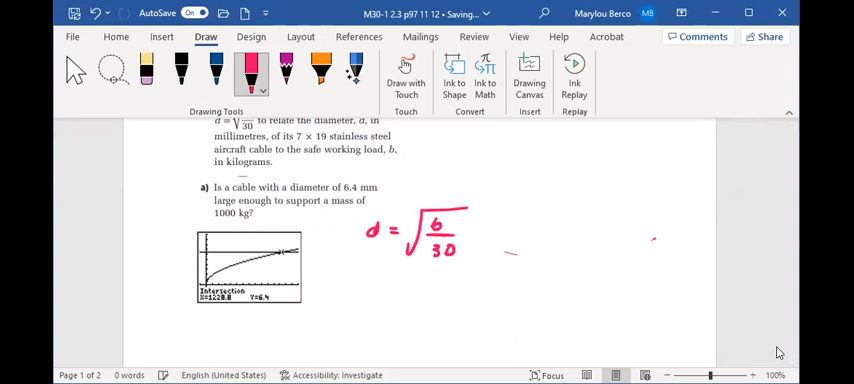 AutoSave On M30-1 2.3 p97 11 12 - Saving... Marylou Berco MB
File Home Insert Draw Design Layout References Mailings Review View Help Acrobat Comments Share
Draw with Touch Ink to Shape Ink to Math Drawing Canvas Ink Replay
Drawing Tools Touch Convert Insert Replay
d = √ 30 to relate the diameter, d, in
millimetres, of its 7 × 19 stainless steel
aircraft cable to the safe working load, b,
in kilograms.
a) Is a cable with a diameter of 6.4 mm
large enough to support a mass of
1000 kg?
d = √(b/30)
Intersection
X=1228.8 Y=6.4
Page 1 of 2 0 words English (United States) Accessibility: Investigate Focus 100%